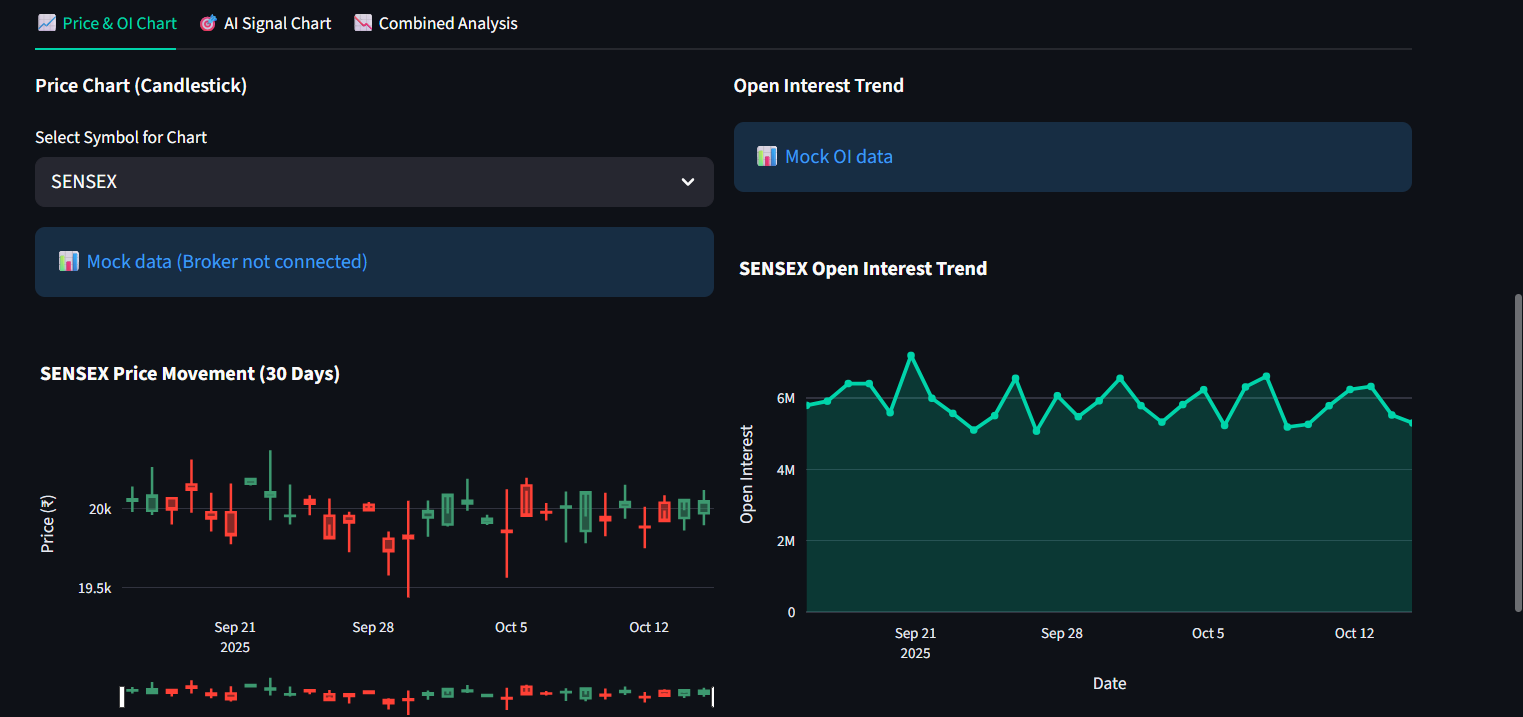 Price & OI Chart
AI Signal Chart
Combined Analysis
Price Chart (Candlestick)
Select Symbol for Chart
SENSEX
Mock data (Broker not connected)
SENSEX Price Movement (30 Days)
Price (₹)
20k
19.5k
Sep 21
2025
Sep 28
Oct 5
Oct 12
Open Interest Trend
Mock OI data
SENSEX Open Interest Trend
Open Interest
6M
4M
2M
0
Sep 21
2025
Sep 28
Oct 5
Oct 12
Date